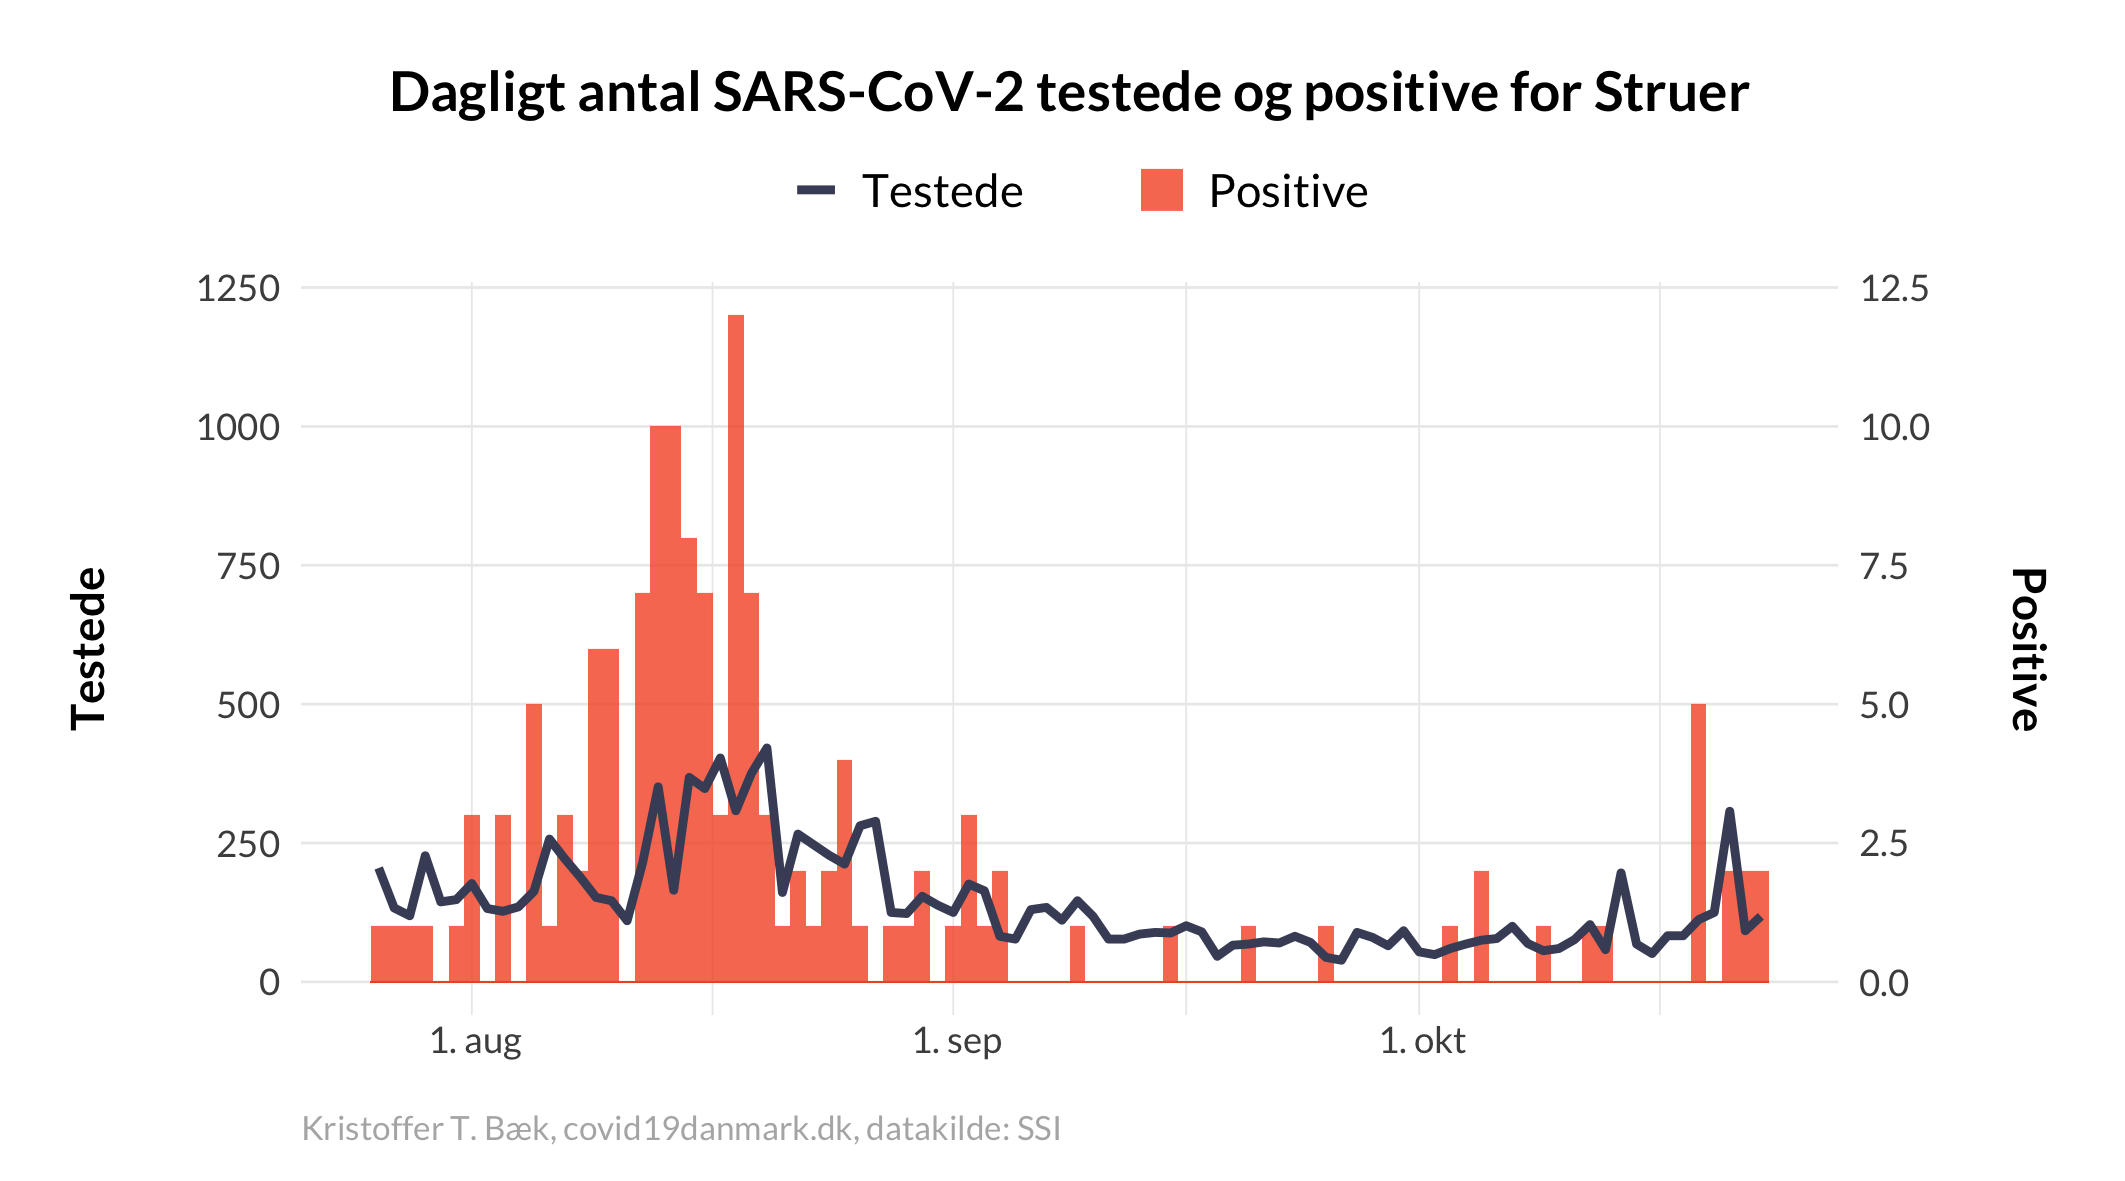 Dagligt antal SARS-CoV-2 testede og positive for Struer
Testede Positive
1250 12.5
1000 10.0
750 7.5
500 5.0
250 2.5
0 0.0
Testede
Positive
1. aug 1. sep 1. okt
Kristoffer T. Bæk, covid19danmark.dk, datakilde: SSI